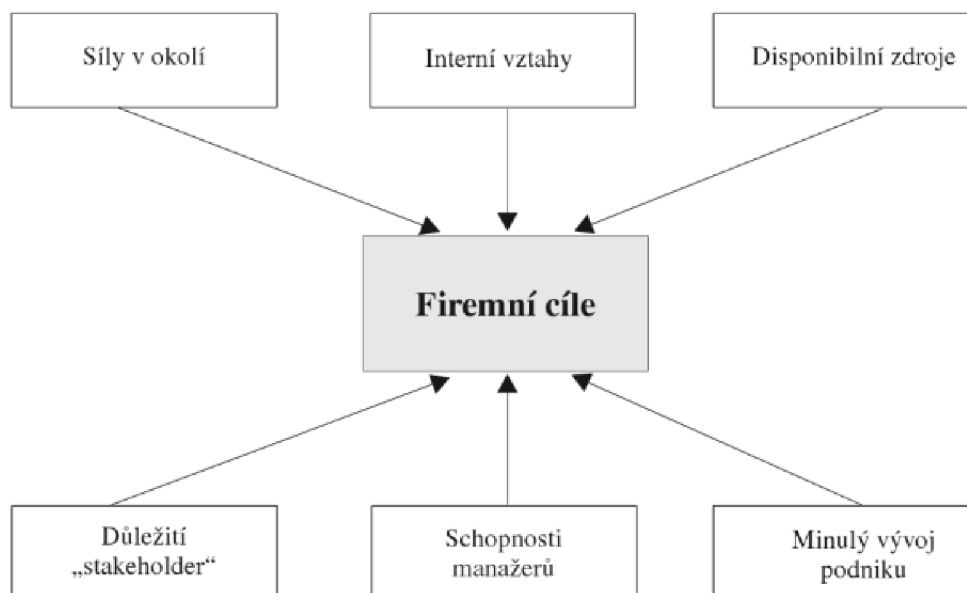 Síly v okolí
Interní vztahy
Disponibilní zdroje
Firemní cíle
Důležití
„stakeholder“
Schopnosti
manažerů
Minulý vývoj
podniku